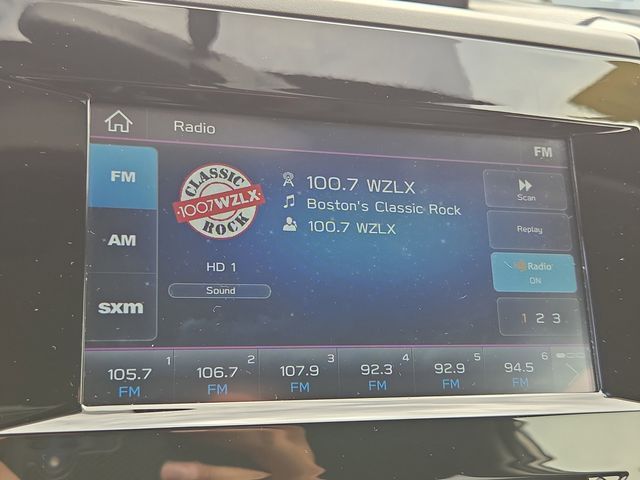 Radio
FM
FM
AM
sxm
CLASSIC
100.7 WZLX
ROCK
HD 1
Sound
100.7 WZLX
Boston's Classic Rock
100.7 WZLX
Scan
Replay
Radio
ON
1 2 3
1 2 3 4 5 6
105.7 106.7 107.9 92.3 92.9 94.5
FM FM FM FM FM FM